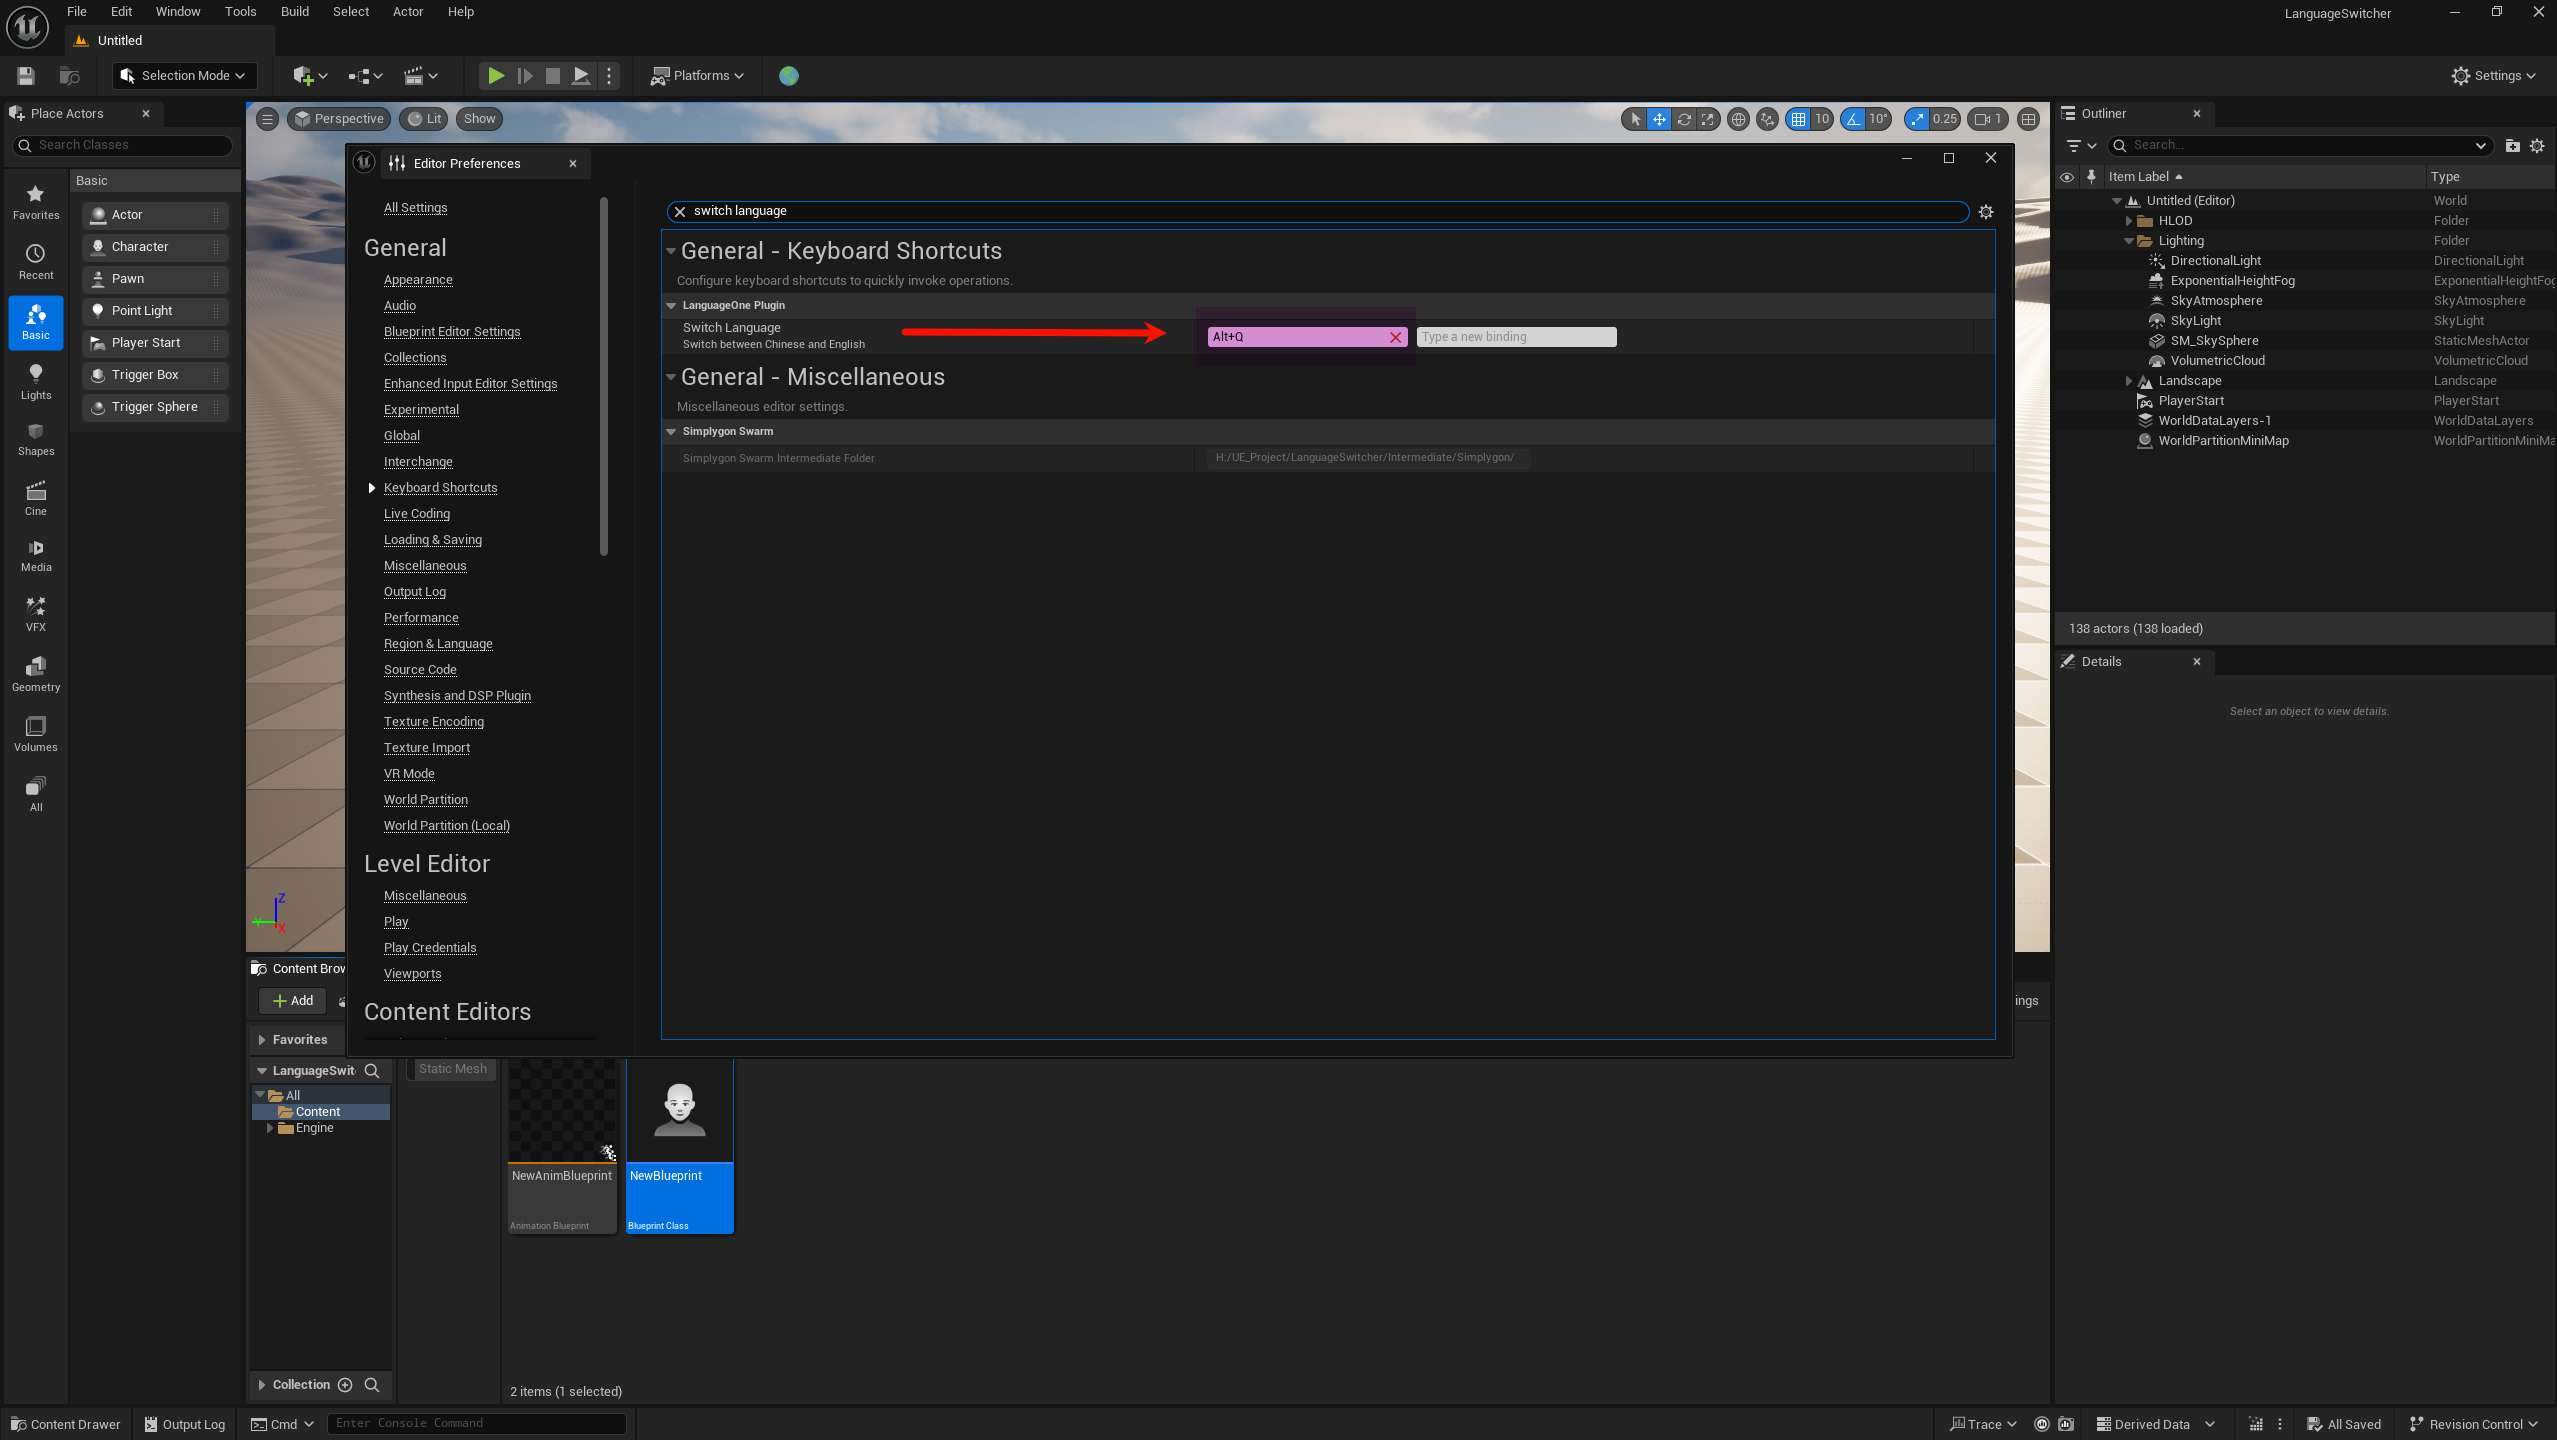 File Edit Window Tools Build Select Actor Help
LanguageSwitcher
Untitled
Selection Mode
Platforms
Settings
Place Actors
Search Classes
Basic
Favorites
Recent
Basic
Lights
Shapes
Cine
Media
VFX
Geometry
Volumes
All
Actor
Character
Pawn
Point Light
Player Start
Trigger Box
Trigger Sphere
Perspective Lit Show
10 10° 0.25 1
Editor Preferences
All Settings
General
Appearance
Audio
Blueprint Editor Settings
Collections
Enhanced Input Editor Settings
Experimental
Global
Interchange
Keyboard Shortcuts
Live Coding
Loading & Saving
Miscellaneous
Output Log
Performance
Region & Language
Source Code
Synthesis and DSP Plugin
Texture Encoding
Texture Import
VR Mode
World Partition
World Partition (Local)
Level Editor
Miscellaneous
Play
Play Credentials
Viewports
Content Editors
switch language
General - Keyboard Shortcuts
Configure keyboard shortcuts to quickly invoke operations.
LanguageOne Plugin
Switch Language
Switch between Chinese and English
Alt+Q
Type a new binding
General - Miscellaneous
Miscellaneous editor settings.
Simplygon Swarm
Simplygon Swarm Intermediate Folder
H:/UE_Project/LanguageSwitcher/Intermediate/Simplygon/
Outliner
Search...
Item Label Type
Untitled (Editor) World
HLOD Folder
Lighting Folder
DirectionalLight DirectionalLight
ExponentialHeightFog ExponentialHeightFog
SkyAtmosphere SkyAtmosphere
SkyLight SkyLight
SM_SkySphere StaticMeshActor
VolumetricCloud VolumetricCloud
Landscape Landscape
PlayerStart PlayerStart
WorldDataLayers-1 WorldDataLayers
WorldPartitionMiniMap WorldPartitionMiniMa
138 actors (138 loaded)
Details
Select an object to view details.
Z
Y
X
Content Brow
Add
ings
Favorites
LanguageSwit
All
Content
Engine
Collection
Static Mesh
NewAnimBlueprint
Animation Blueprint
NewBlueprint
Blueprint Class
2 items (1 selected)
Content Drawer Output Log Cmd Enter Console Command
Trace Derived Data All Saved Revision Control